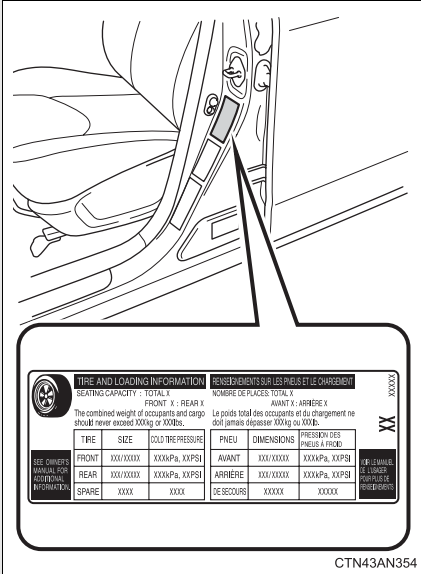 TIRE AND LOADING INFORMATION
SEATING CAPACITY : TOTAL X
FRONT X : REAR X
The combined weight of occupants and cargo
should never exceed XXXkg or XXXlbs.
RENSEIGNEMENTS SUR LES PNEUS ET LE CHARGEMENT
NOMBRE DE PLACES: TOTAL X
AVANT X : ARRIÈRE X
Le poids total des occupants et du chargement ne
doit jamais dépasser XXXkg ou XXXlb.
XXXXX
XX
SEE OWNER'S
MANUAL FOR
ADDITIONAL
INFORMATION.
TIRE SIZE COLD TIRE PRESSURE
FRONT XXX/XXXXX XXXkPa, XXPSI
REAR XXX/XXXXX XXXkPa, XXPSI
SPARE XXXX XXXX
PNEU DIMENSIONS PRESSION DES
PNEUS À FROID
AVANT XXX/XXXXX XXXkPa, XXPSI
ARRIÈRE XXX/XXXXX XXXkPa, XXPSI
DE SECOURS XXXXX XXXXX
VOIR LE MANUEL
DE L'USAGER
POUR PLUS DE
RENSEIGNEMENTS
CTN43AN354